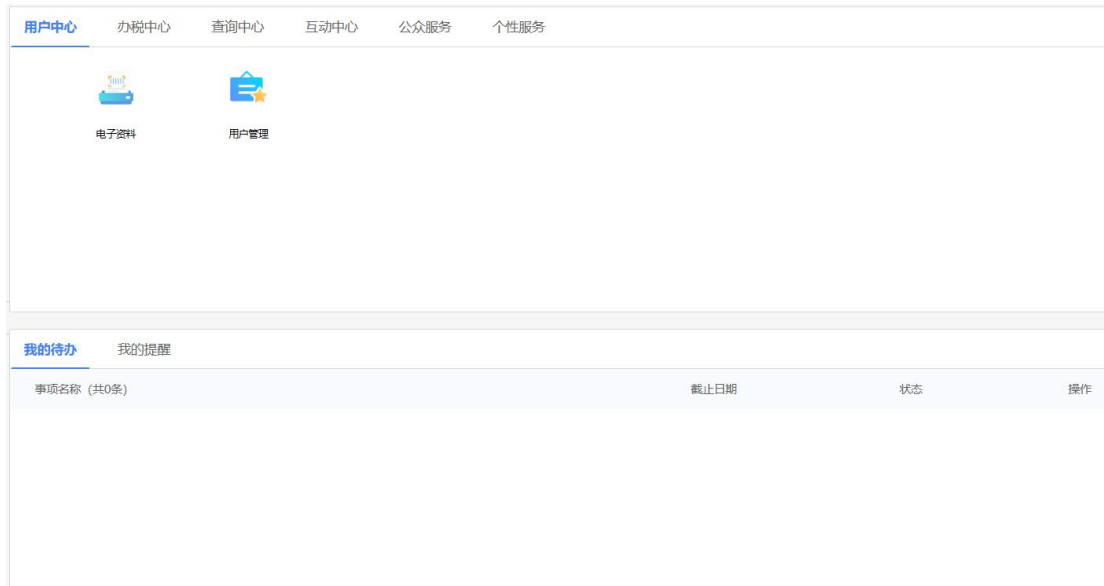 用户中心 办税中心 查询中心 互动中心 公众服务 个性服务
电子资料 用户管理
我的待办 我的提醒
事项名称 (共0条) 截止日期 状态 操作